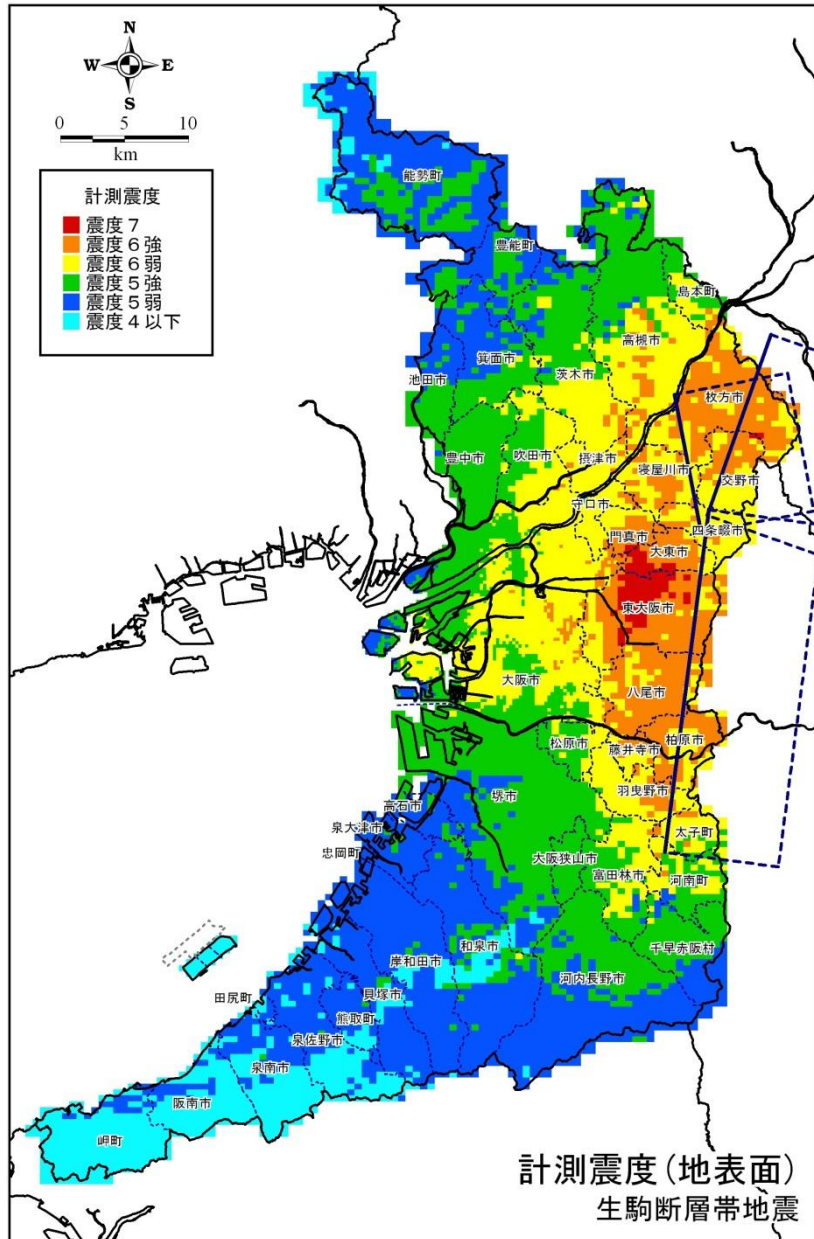 N
W E
S
0 5 10
km
計測震度
震度7
震度6強
震度6弱
震度5強
震度5弱
震度4以下
能勢町
豊能町
島本町
高槻市
箕面市
茨木市
池田市
枚方市
豊中市
吹田市
摂津市
寝屋川市
交野市
守口市
四条畷市
門真市
大東市
東大阪市
大阪市
八尾市
松原市
藤井寺市
柏原市
羽曳野市
堺市
高石市
泉大津市
太子町
忠岡町
大阪狭山市
富田林市
河南町
和泉市
千早赤阪村
岸和田市
河内長野市
貝塚市
田尻町
熊取町
泉佐野市
泉南市
阪南市
岬町
計測震度(地表面)
生駒断層帯地震